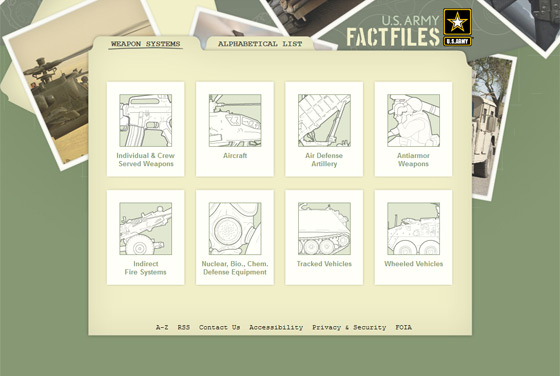 U.S. ARMY
FACTFILES
U.S.ARMY
WEAPON SYSTEMS
ALPHABETICAL LIST
Individual & Crew
Served Weapons
Aircraft
Air Defense
Artillery
Antiarmor
Weapons
Indirect
Fire Systems
Nuclear, Bio., Chem.
Defense Equipment
Tracked Vehicles
Wheeled Vehicles
A-Z RSS Contact Us Accessibility Privacy & Security FOIA